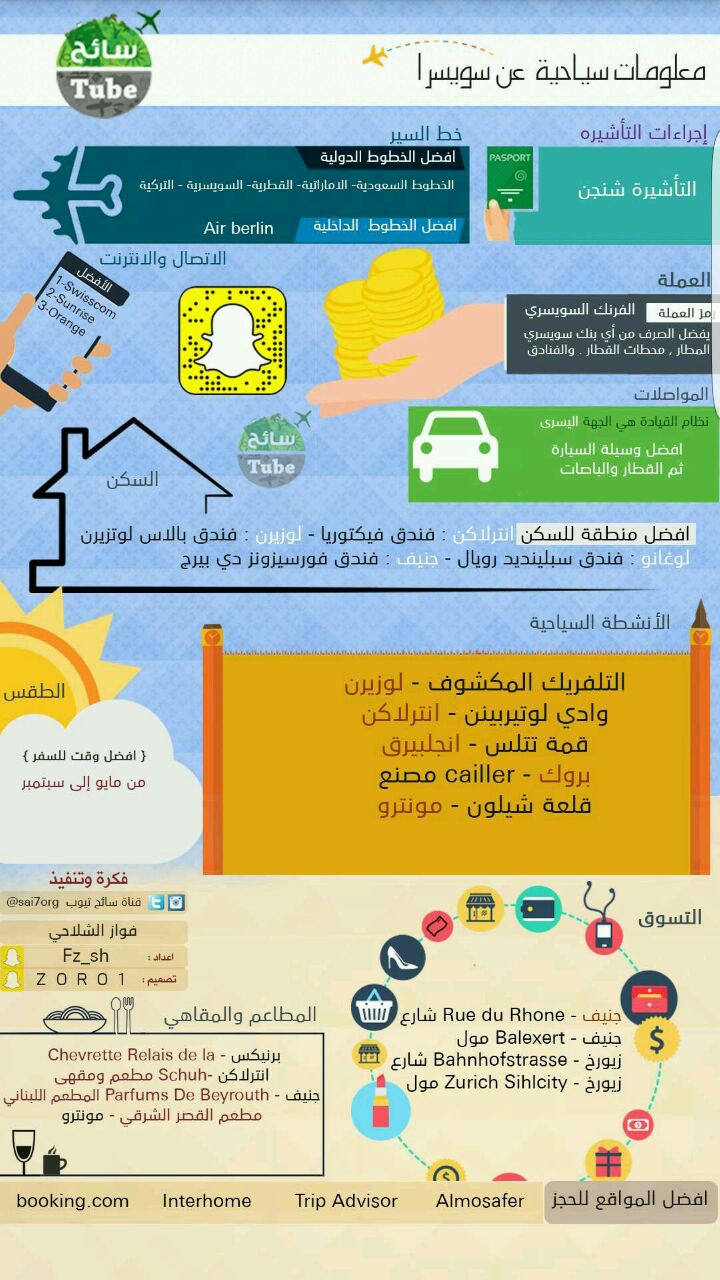 سائح
Tube
معلومات سياحية عن سويسرا
إجراءات التأشيره
PASPORT
التأشيرة شنجن
خط السير
افضل الخطوط الدولية
الخطوط السعودية- الاماراتية- القطرية- السويسرية - التركية
افضل الخطوط الداخلية
Air berlin
الاتصال والانترنت
الأفضل
1-Swisscom
2-Sunrise
3-Orange
العملة
رمز العملة الفرنك السويسري
يفضل الصرف من أي بنك سويسري
المطار , محطات القطار . والفنادق
المواصلات
نظام القيادة هي الجهة اليسرى
افضل وسيلة السيارة
ثم القطار والباصات
سائح
Tube
السكن
افضل منطقة للسكن انترلاكن : فندق فيكتوريا - لوزيرن : فندق بالاس لوتزيرن
لوغانو : فندق سبلينديد رويال - جنيف : فندق فورسيزونز دي بيرج
الأنشطة السياحية
التلفريك المكشوف - لوزيرن
وادي لوتيربينن - انترلاكن
قمة تتلس - انجلبيرق
بروك - cailler مصنع
قلعة شيلون - مونترو
الطقس
{ افضل وقت للسفر }
من مايو إلى سبتمبر
فكرة وتنفيذ
قناة سائح تيوب @sai7org
فواز الشلاحي
اعداد : Fz_sh
تصميم : Z O R O 1
التسوق
جنيف - Rue du Rhone شارع
جنيف - Balexert مول
زيورخ - Bahnhofstrasse شارع
زيورخ - Zurich Sihlcity مول
المطاعم والمقاهي
برنيكس - Chevrette Relais de la
انترلاكن -Schuh مطعم ومقهى
جنيف - Parfums De Beyrouth المطعم اللبناني
مطعم القصر الشرقي - مونترو
افضل المواقع للحجز
Almosafer
Trip Advisor
Interhome
booking.com